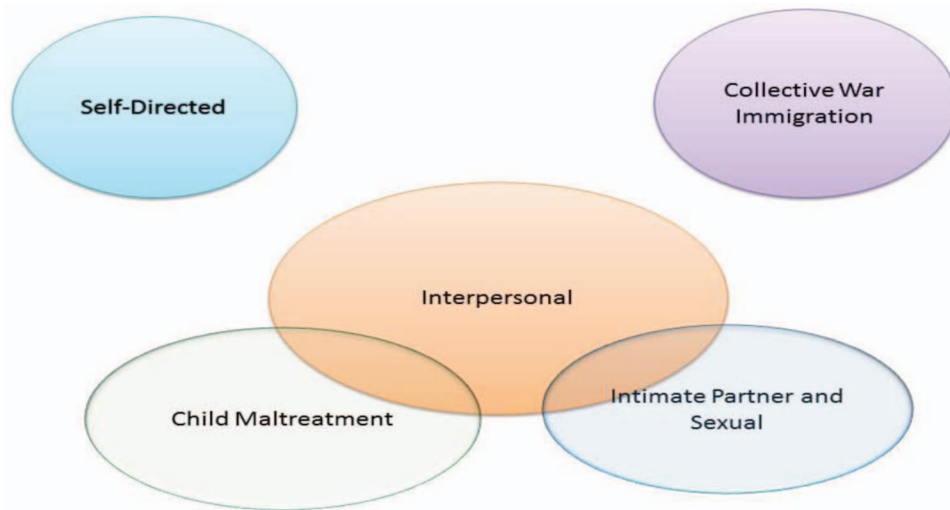 Self-Directed
Collective War
Immigration
Interpersonal
Child Maltreatment
Intimate Partner and
Sexual